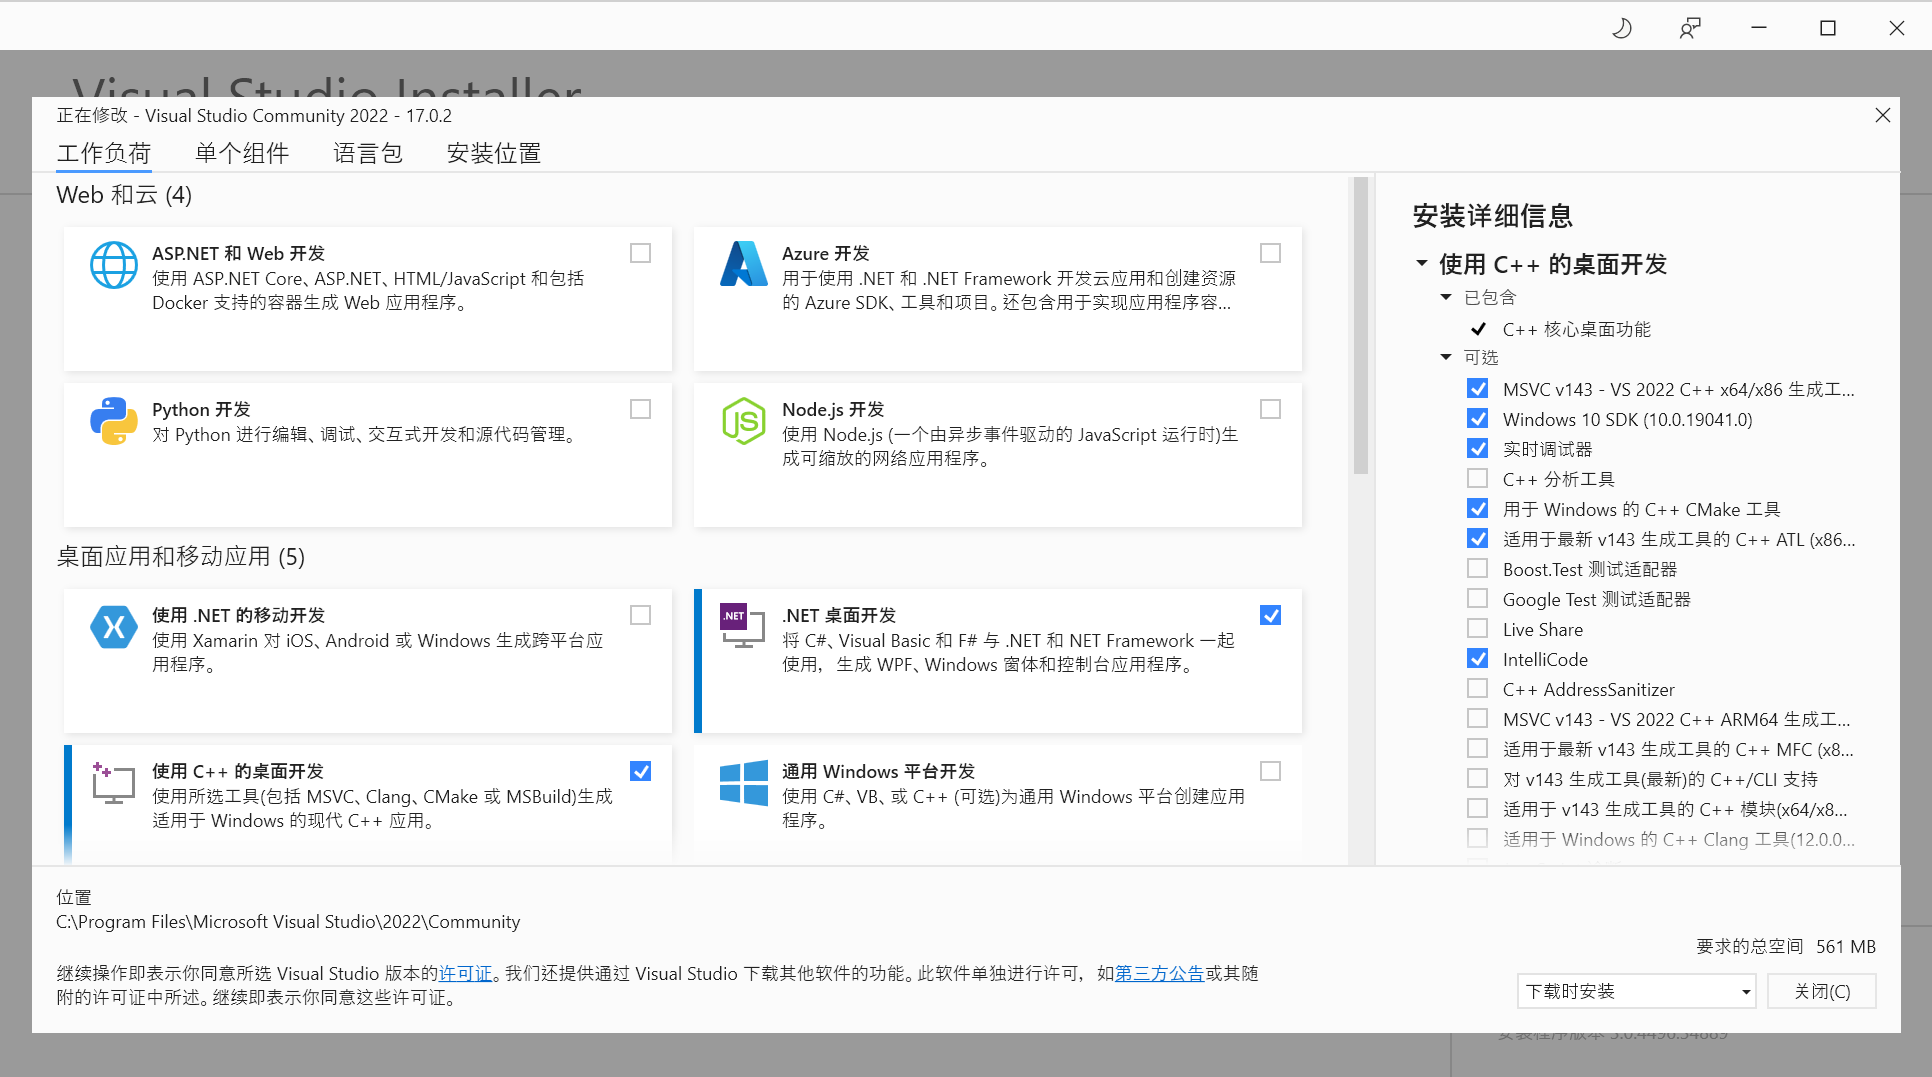 Visual Studio Installer
正在修改 - Visual Studio Community 2022 - 17.0.2
工作负荷 单个组件 语言包 安装位置
Web 和云 (4)
ASP.NET 和 Web 开发
使用 ASP.NET Core、ASP.NET、HTML/JavaScript 和包括
Docker 支持的容器生成 Web 应用程序。
Azure 开发
用于使用 .NET 和 .NET Framework 开发云应用和创建资源
的 Azure SDK、工具和项目。还包含用于实现应用程序容...
Python 开发
对 Python 进行编辑、调试、交互式开发和源代码管理。
Node.js 开发
使用 Node.js (一个由异步事件驱动的 JavaScript 运行时)生
成可缩放的网络应用程序。
桌面应用和移动应用 (5)
使用 .NET 的移动开发
使用 Xamarin 对 iOS、Android 或 Windows 生成跨平台应
用程序。
.NET
.NET 桌面开发
将 C#、Visual Basic 和 F# 与 .NET 和 NET Framework 一起
使用，生成 WPF、Windows 窗体和控制台应用程序。
使用 C++ 的桌面开发
使用所选工具(包括 MSVC、Clang、CMake 或 MSBuild)生成
适用于 Windows 的现代 C++ 应用。
通用 Windows 平台开发
使用 C#、VB、或 C++ (可选)为通用 Windows 平台创建应用
程序。
安装详细信息
使用 C++ 的桌面开发
已包含
C++ 核心桌面功能
可选
MSVC v143 - VS 2022 C++ x64/x86 生成工...
Windows 10 SDK (10.0.19041.0)
实时调试器
C++ 分析工具
用于 Windows 的 C++ CMake 工具
适用于最新 v143 生成工具的 C++ ATL (x86...
Boost.Test 测试适配器
Google Test 测试适配器
Live Share
IntelliCode
C++ AddressSanitizer
MSVC v143 - VS 2022 C++ ARM64 生成工...
适用于最新 v143 生成工具的 C++ MFC (x8...
对 v143 生成工具(最新)的 C++/CLI 支持
适用于 v143 生成工具的 C++ 模块(x64/x8...
适用于 Windows 的 C++ Clang 工具(12.0.0...
位置
C:\Program Files\Microsoft Visual Studio\2022\Community
继续操作即表示你同意所选 Visual Studio 版本的许可证。我们还提供通过 Visual Studio 下载其他软件的功能。此软件单独进行许可，如第三方公告或其随
附的许可证中所述。继续即表示你同意这些许可证。
要求的总空间 561 MB
下载时安装 关闭(C)
安装程序版本